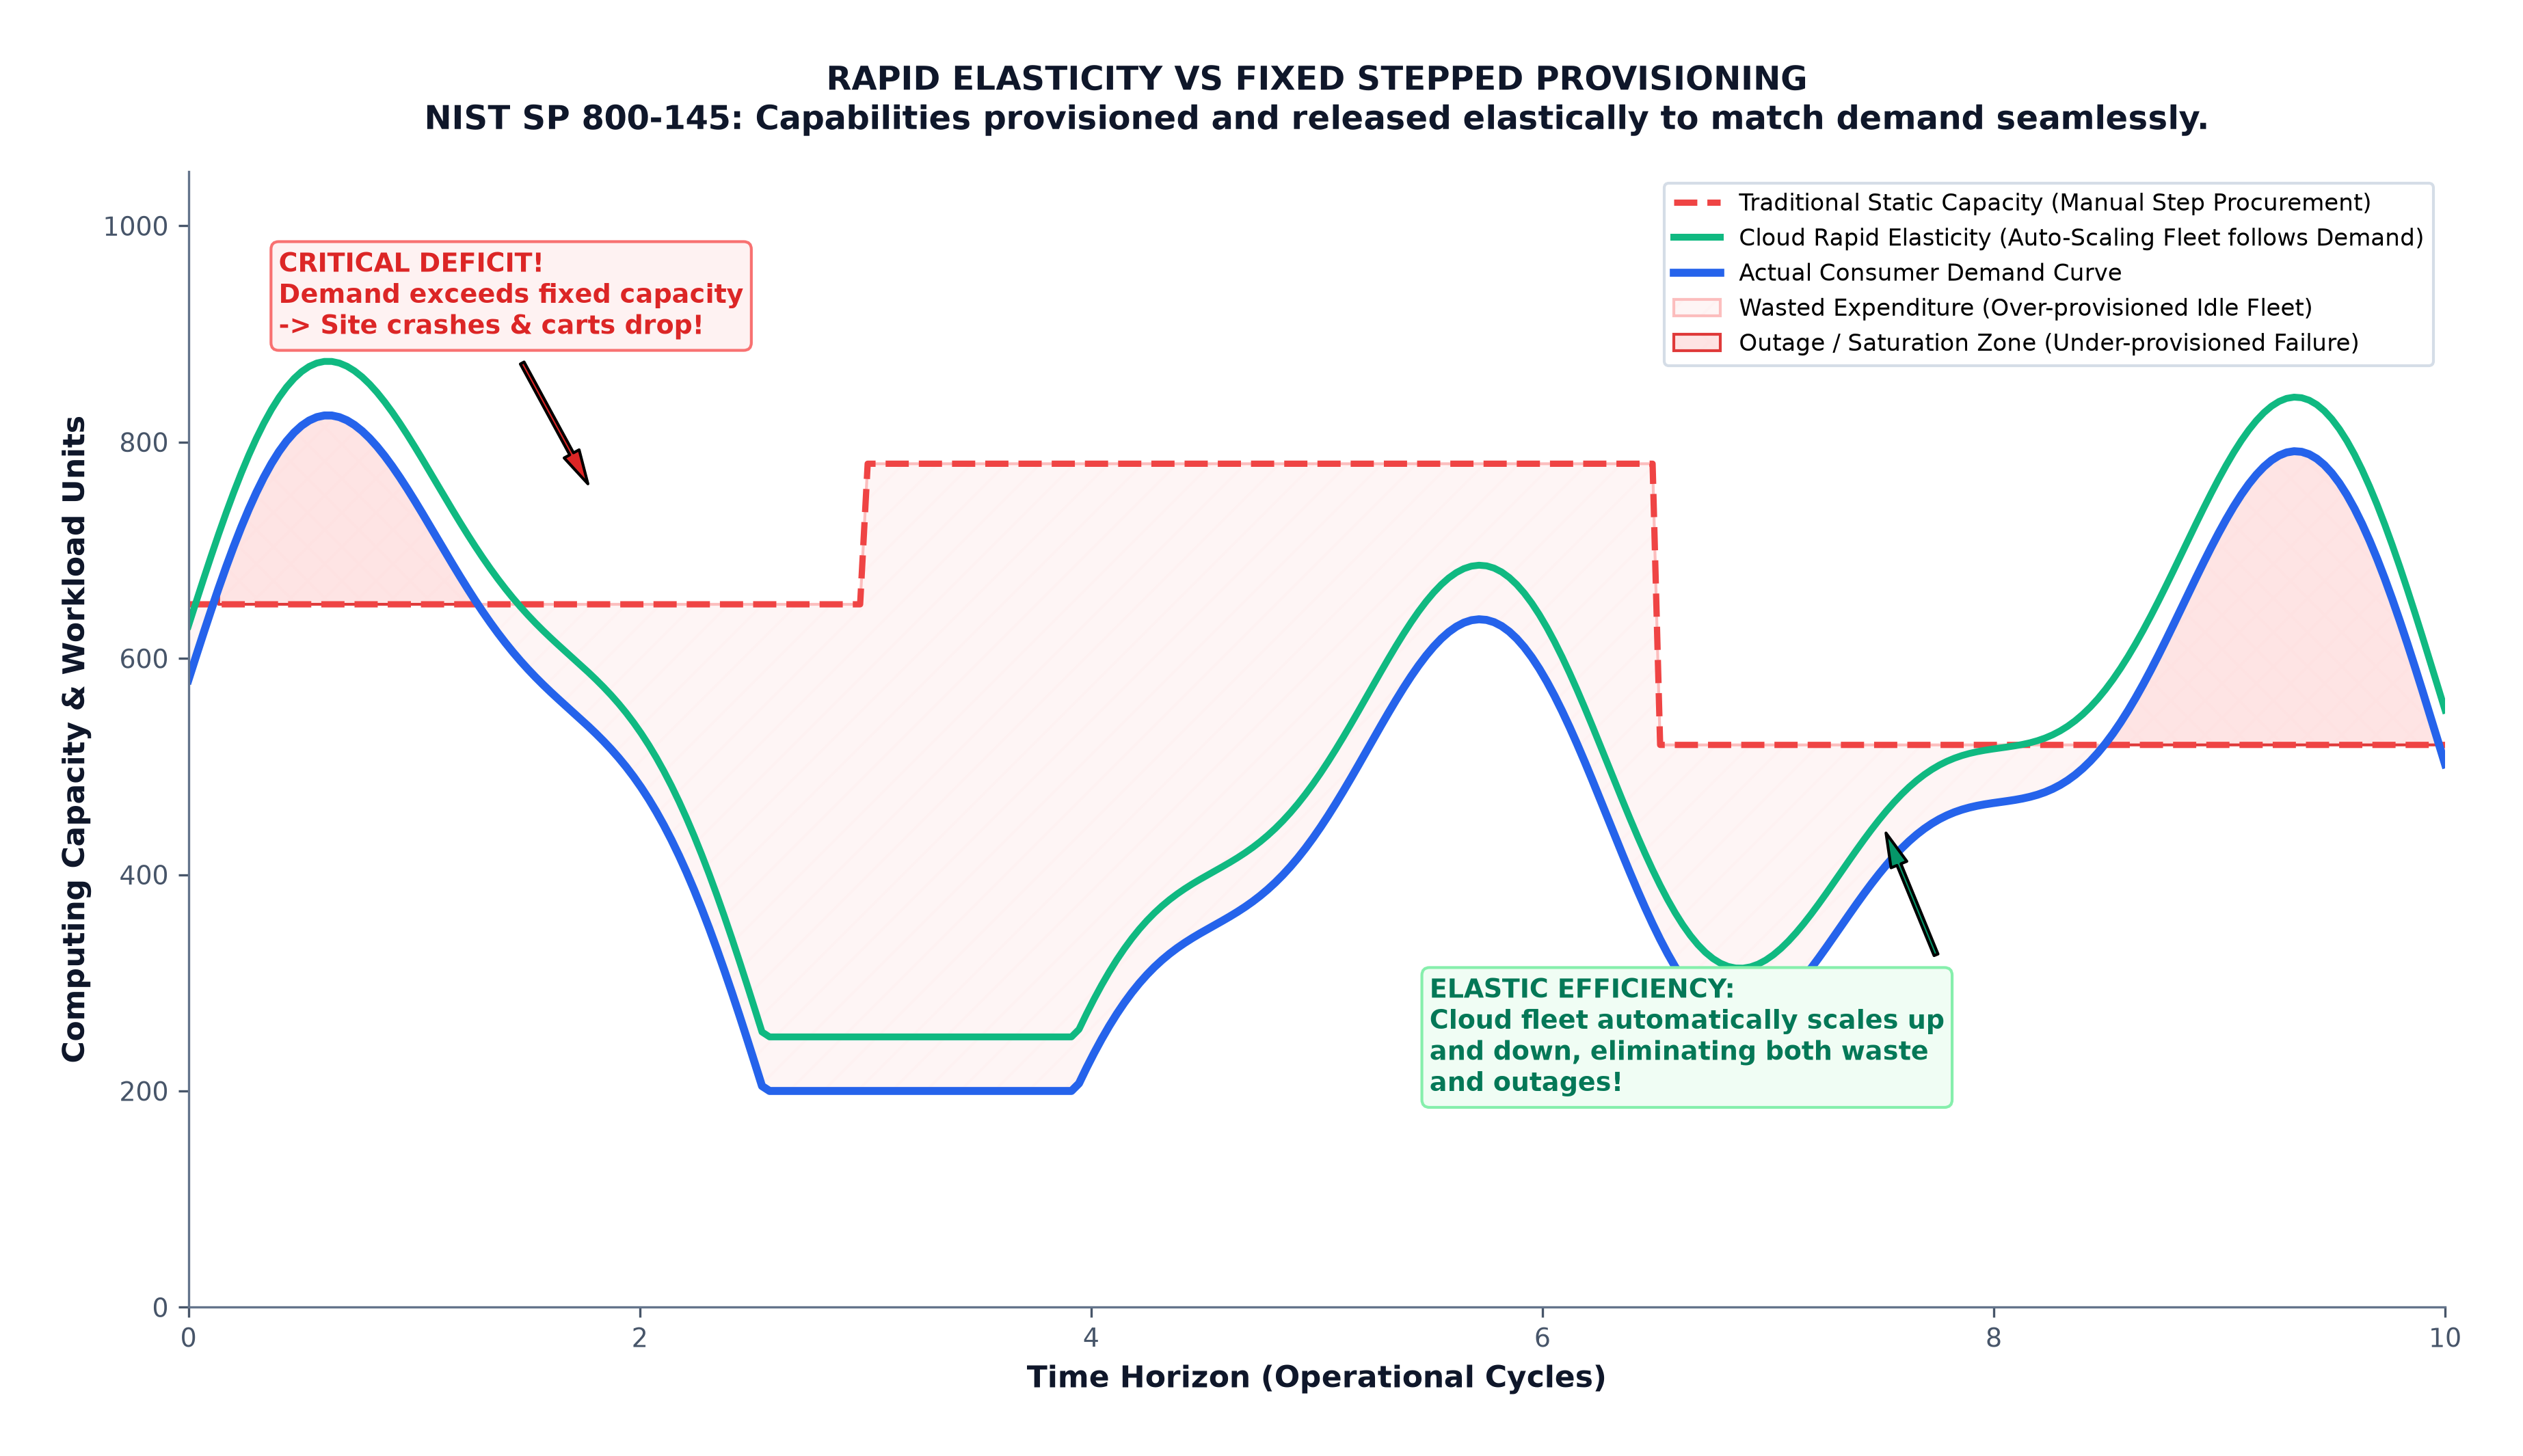 RAPID ELASTICITY VS FIXED STEPPED PROVISIONING
NIST SP 800-145: Capabilities provisioned and released elastically to match demand seamlessly.
Traditional Static Capacity (Manual Step Procurement)
Cloud Rapid Elasticity (Auto-Scaling Fleet follows Demand)
Actual Consumer Demand Curve
Wasted Expenditure (Over-provisioned Idle Fleet)
Outage / Saturation Zone (Under-provisioned Failure)
CRITICAL DEFICIT!
Demand exceeds fixed capacity
-> Site crashes & carts drop!
ELASTIC EFFICIENCY:
Cloud fleet automatically scales up
and down, eliminating both waste
and outages!
Computing Capacity & Workload Units
1000
800
600
400
200
0
0 2 4 6 8 10
Time Horizon (Operational Cycles)